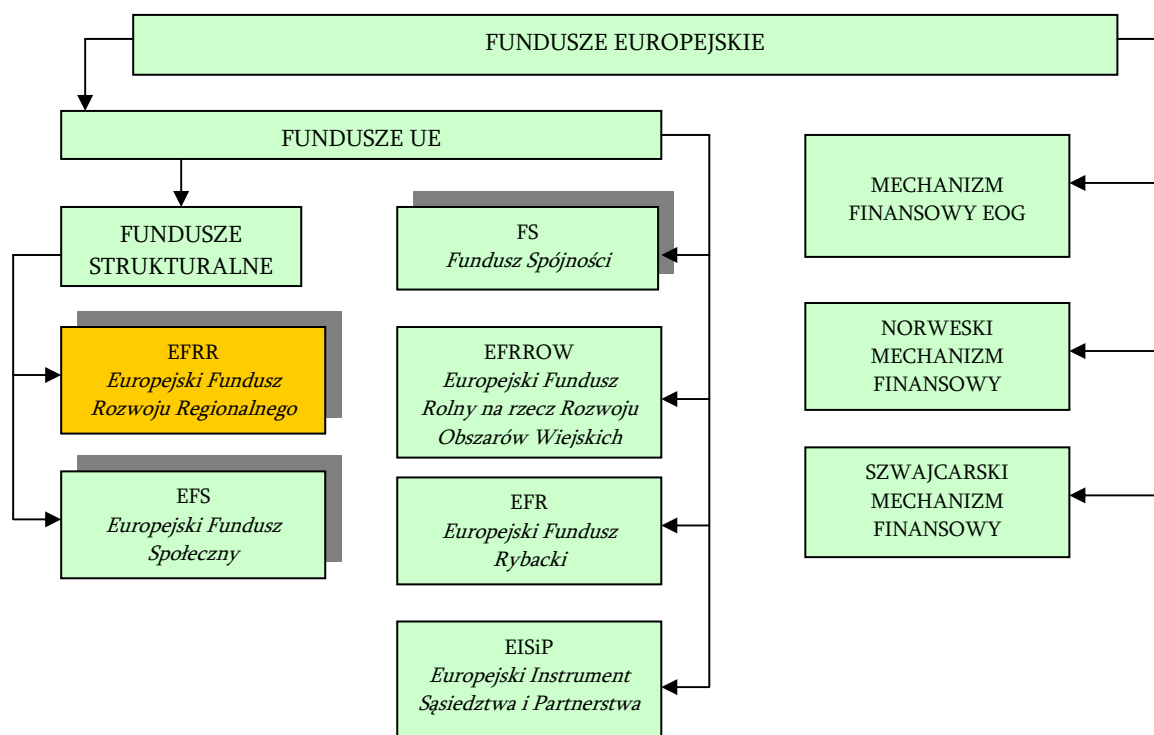 FUNDUSZE EUROPEJSKIE
FUNDUSZE UE
FUNDUSZE
STRUKTURALNE
EFRR
Europejski Fundusz
Rozwoju Regionalnego
EFS
Europejski Fundusz
Społeczny
FS
Fundusz Spójności
EFRROW
Europejski Fundusz
Rolny na rzecz Rozwoju
Obszarów Wiejskich
EFR
Europejski Fundusz
Rybacki
EISiP
Europejski Instrument
Sąsiedztwa i Partnerstwa
MECHANIZM
FINANSOWY EOG
NORWESKI
MECHANIZM
FINANSOWY
SZWAJCARSKI
MECHANIZM
FINANSOWY